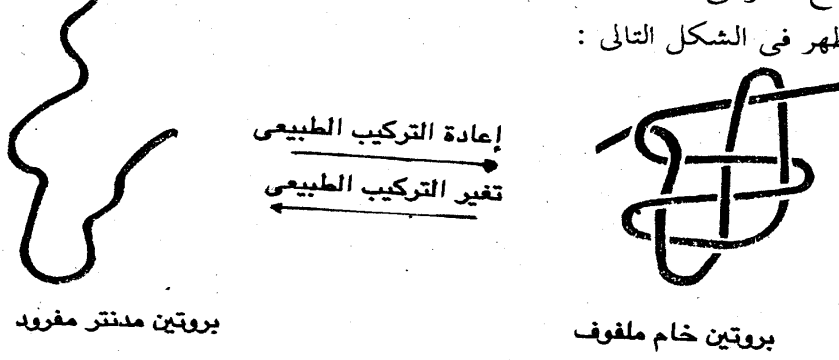 ظهر فى الشكل التالى :
إعادة التركيب الطبيعى
تغير التركيب الطبيعى
بروتين خام ملفوف
بروتين مدنتر مفرود